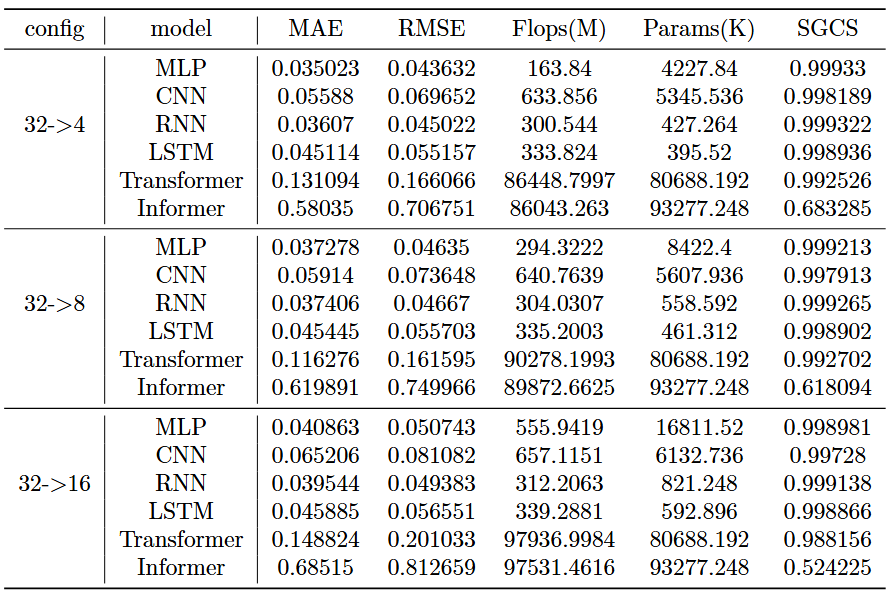 config model MAE RMSE Flops(M) Params(K) SGCS
MLP 0.035023 0.043632 163.84 4227.84 0.99933
CNN 0.05588 0.069652 633.856 5345.536 0.998189
32->4 RNN 0.03607 0.045022 300.544 427.264 0.999322
LSTM 0.045114 0.055157 333.824 395.52 0.998936
Transformer 0.131094 0.166066 86448.7997 80688.192 0.992526
Informer 0.58035 0.706751 86043.263 93277.248 0.683285
MLP 0.037278 0.04635 294.3222 8422.4 0.999213
CNN 0.05914 0.073648 640.7639 5607.936 0.997913
32->8 RNN 0.037406 0.04667 304.0307 558.592 0.999265
LSTM 0.045445 0.055703 335.2003 461.312 0.998902
Transformer 0.116276 0.161595 90278.1993 80688.192 0.992702
Informer 0.619891 0.749966 89872.6625 93277.248 0.618094
MLP 0.040863 0.050743 555.9419 16811.52 0.998981
CNN 0.065206 0.081082 657.1151 6132.736 0.99728
32->16 RNN 0.039544 0.049383 312.2063 821.248 0.999138
LSTM 0.045885 0.056551 339.2881 592.896 0.998866
Transformer 0.148824 0.201033 97936.9984 80688.192 0.988156
Informer 0.68515 0.812659 97531.4616 93277.248 0.524225